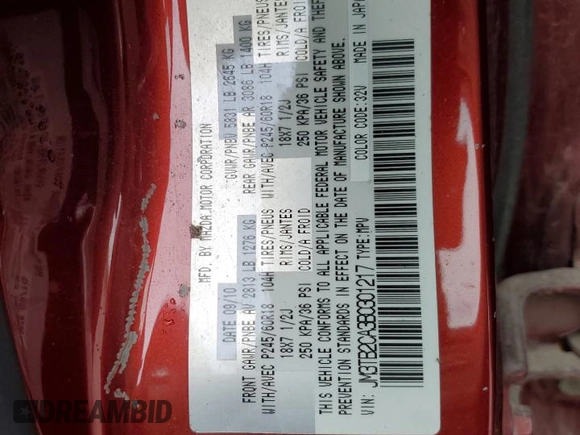 MFD. BY MAZDA MOTOR CORPORATION
DATE 09/10 GVWR/PNBV 5831 LB 2645 KG
FRONT GAWR/PNBE AV 2813 LB 1276 KG REAR GAWR/PNBE AR 3086 LB 1400 KG
WITH/AVEC P245/60R18 104H TIRES/PNEUS WITH/AVEC P245/60R18 104H TIRES/PNEUS
18X7 1/2J RIMS/JANTES 18X7 1/2J RIMS/JANTES
250 KPA/36 PSI COLD/A FROID 250 KPA/36 PSI COLD/A FROID
THIS VEHICLE CONFORMS TO ALL APPLICABLE FEDERAL MOTOR VEHICLE SAFETY AND THEFT
PREVENTION STANDARDS IN EFFECT ON THE DATE OF MANUFACTURE SHOWN ABOVE.
VIN: JM3TB2CA3B0301217 TYPE:MPV COLOR CODE:32V MADE IN JAPAN
DREAMBID